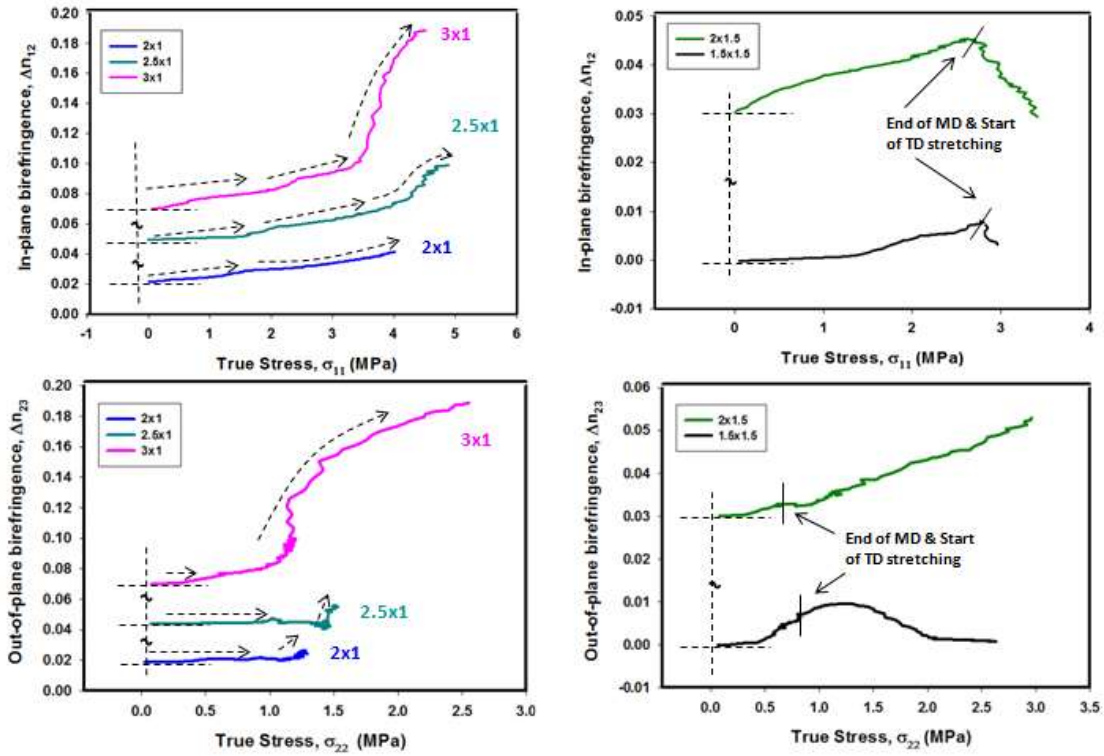 0.20
0.18
0.16
0.14
0.12
0.10
0.08
0.06
0.04
0.02
0.00
In-plane birefringence, Δn12
2x1
2.5x1
3x1
3x1
2.5x1
2x1
-1 0 1 2 3 4 5 6
True Stress, σ11 (MPa)
0.05
0.04
0.03
0.02
0.01
0.00
-0.01
In-plane birefringence, Δn12
2x1.5
1.5x1.5
End of MD & Start
of TD stretching
0 1 2 3 4
True Stress, σ11 (MPa)
0.20
0.18
0.16
0.14
0.12
0.10
0.08
0.06
0.04
0.02
0.00
Out-of-plane birefringence, Δn23
2x1
2.5x1
3x1
3x1
2.5x1
2x1
0.0 0.5 1.0 1.5 2.0 2.5 3.0
True Stress, σ22 (MPa)
0.06
0.05
0.04
0.03
0.02
0.01
0.00
-0.01
Out-of-plane birefringence, Δn23
2x1.5
1.5x1.5
End of MD & Start
of TD stretching
0.0 0.5 1.0 1.5 2.0 2.5 3.0 3.5
True Stress, σ22 (MPa)